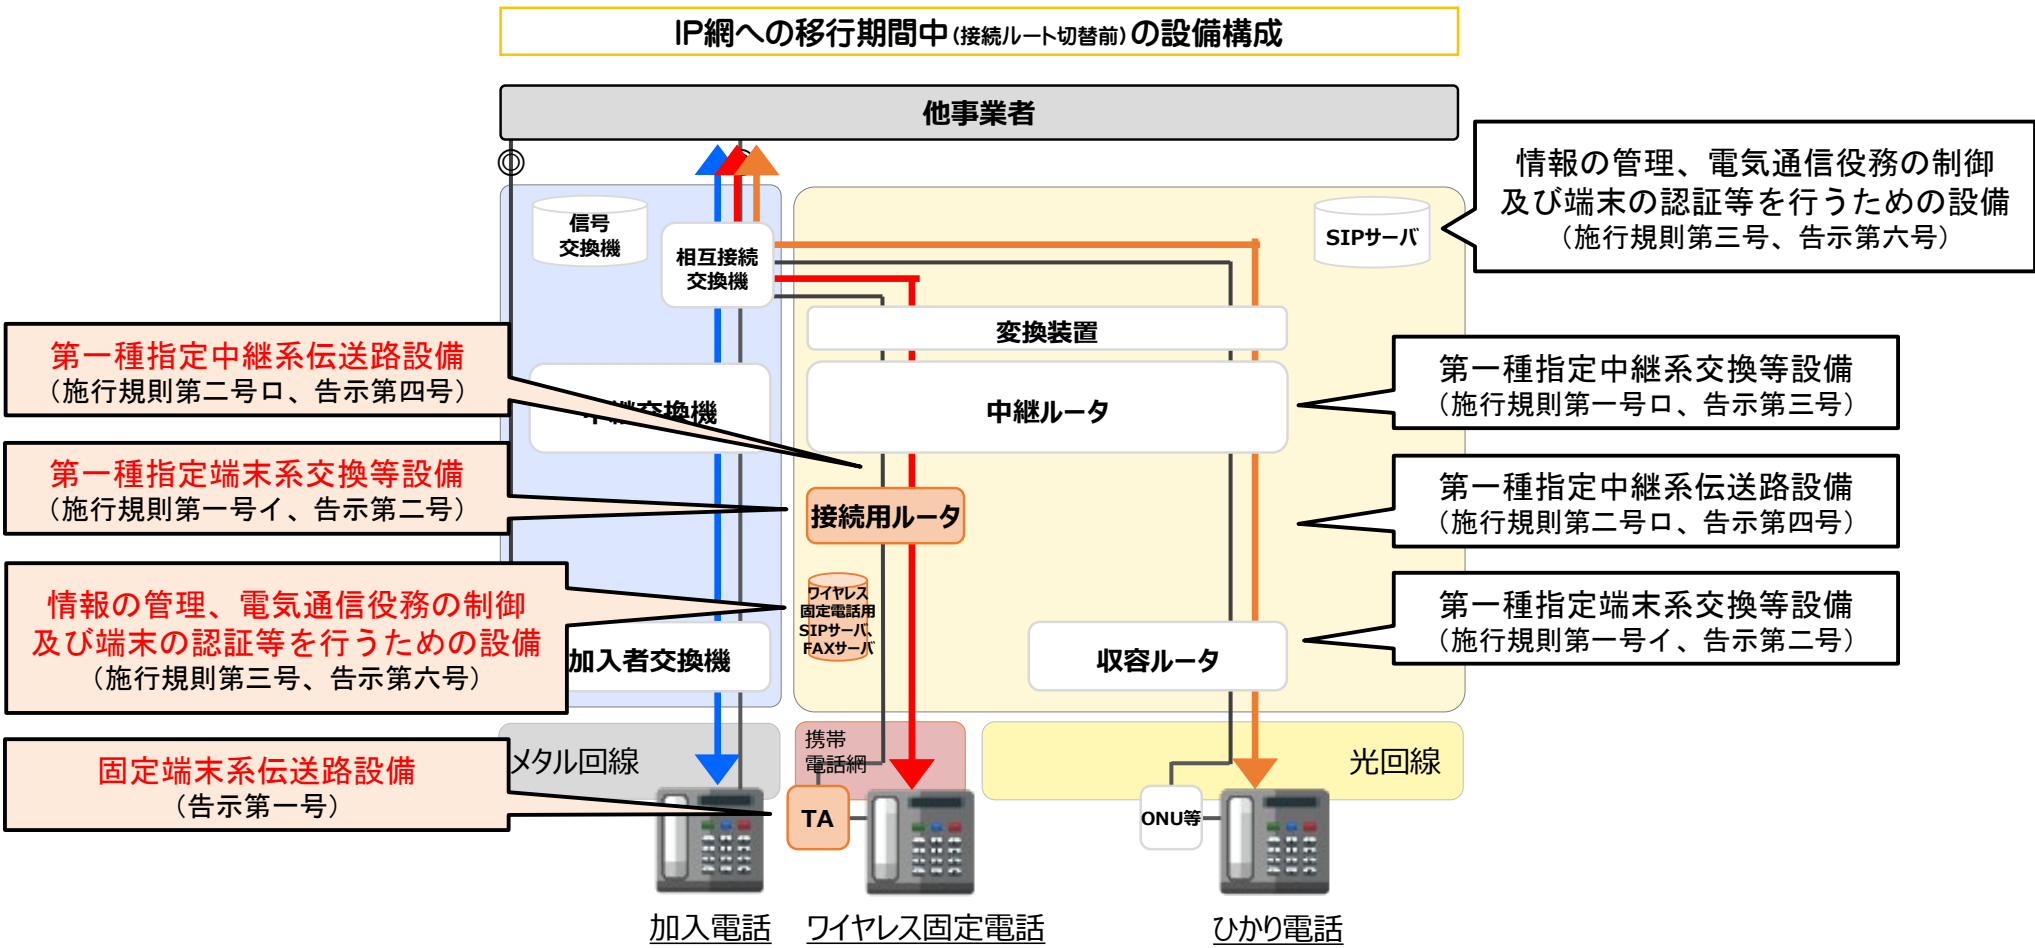 IP網への移行期間中(接続ルート切替前)の設備構成
他事業者
情報の管理、電気通信役務の制御
及び端末の認証等を行うための設備
(施行規則第三号、告示第六号)
信号
交換機
相互接続
交換機
SIPサーバ
変換装置
第一種指定中継系伝送路設備
(施行規則第二号ロ、告示第四号)
中継交換機
中継ルータ
第一種指定中継系交換等設備
(施行規則第一号ロ、告示第三号)
第一種指定端末系交換等設備
(施行規則第一号イ、告示第二号)
接続用ルータ
第一種指定中継系伝送路設備
(施行規則第二号ロ、告示第四号)
情報の管理、電気通信役務の制御
及び端末の認証等を行うための設備
(施行規則第三号、告示第六号)
ワイヤレス
固定電話用
SIPサーバ、
FAXサーバ
加入者交換機
収容ルータ
第一種指定端末系交換等設備
(施行規則第一号イ、告示第二号)
固定端末系伝送路設備
(告示第一号)
メタル回線
携帯
電話網
光回線
TA
ONU等
加入電話
ワイヤレス固定電話
ひかり電話